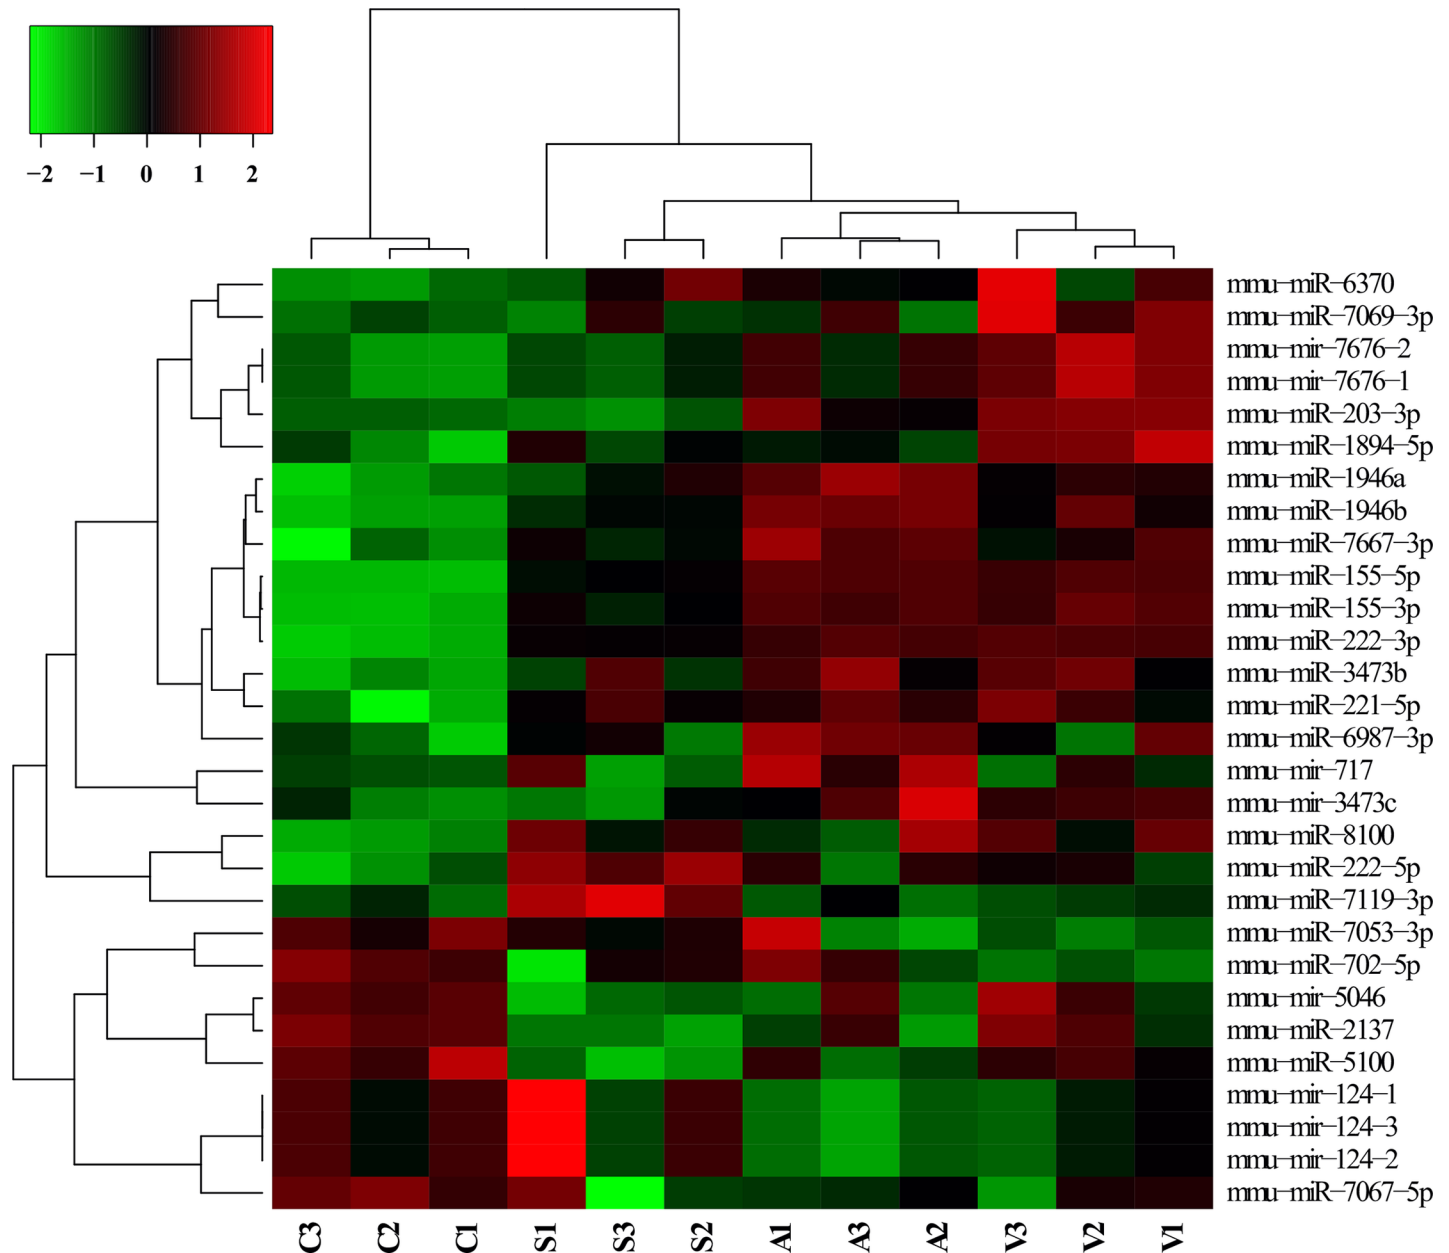 −2 −1 0 1 2
mmu−miR−6370
mmu−miR−7069−3p
mmu−mir−7676−2
mmu−mir−7676−1
mmu−miR−203−3p
mmu−miR−1894−5p
mmu−miR−1946a
mmu−miR−1946b
mmu−miR−7667−3p
mmu−miR−155−5p
mmu−miR−155−3p
mmu−miR−222−3p
mmu−miR−3473b
mmu−miR−221−5p
mmu−miR−6987−3p
mmu−mir−717
mmu−mir−3473c
mmu−miR−8100
mmu−miR−222−5p
mmu−miR−7119−3p
mmu−miR−7053−3p
mmu−miR−702−5p
mmu−mir−5046
mmu−miR−2137
mmu−miR−5100
mmu−mir−124−1
mmu−mir−124−3
mmu−mir−124−2
mmu−miR−7067−5p
C3 C2 C1 S1 S3 S2 A1 A3 A2 V3 V2 V1